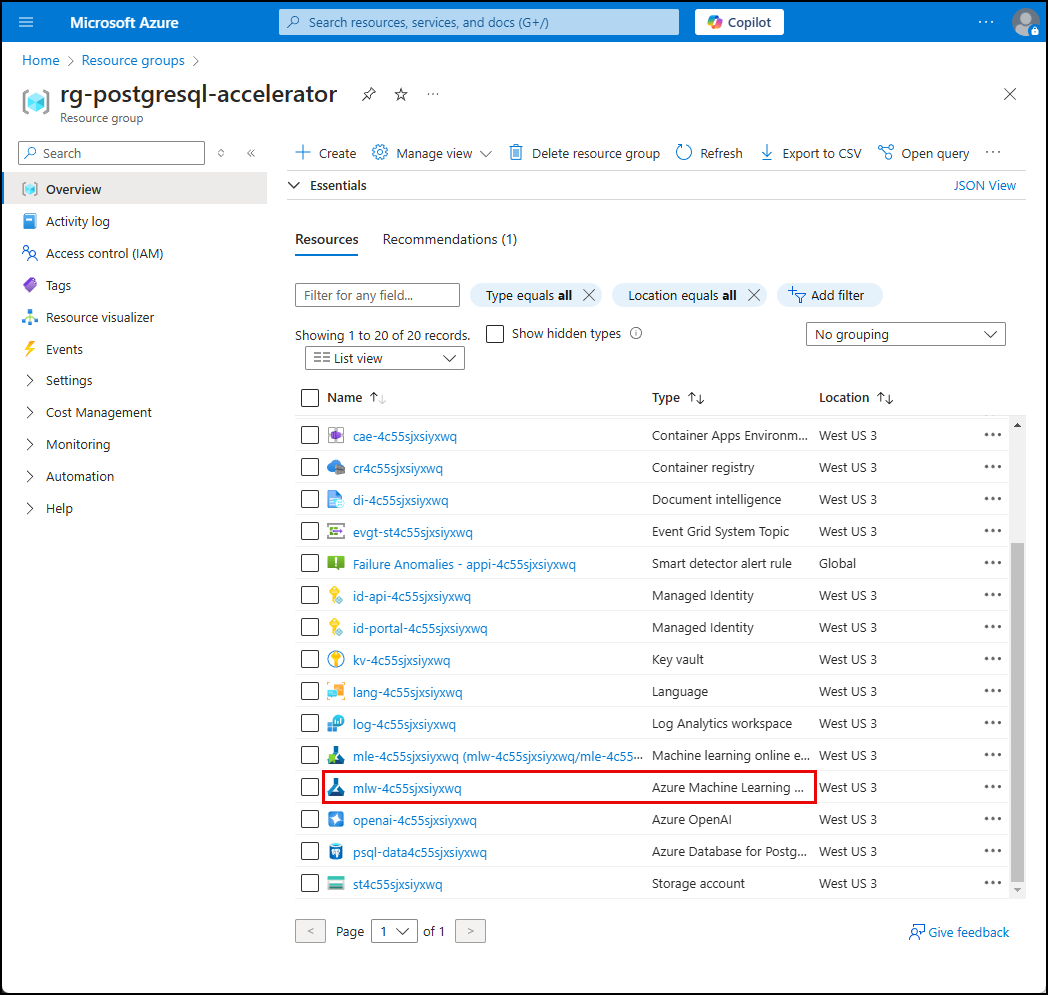 Microsoft Azure
Search resources, services, and docs (G+/)
Copilot
Home > Resource groups >
rg-postgresql-accelerator
Resource group
Search
Overview
Activity log
Access control (IAM)
Tags
Resource visualizer
Events
Settings
Cost Management
Monitoring
Automation
Help
Create
Manage view
Delete resource group
Refresh
Export to CSV
Open query
Essentials
JSON View
Resources
Recommendations (1)
Filter for any field...
Type equals all
Location equals all
Add filter
Showing 1 to 20 of 20 records.
Show hidden types
No grouping
List view
Name Type Location
cae-4c55sjxsiyxwq Container Apps Environm... West US 3
cr4c55sjxsiyxwq Container registry West US 3
di-4c55sjxsiyxwq Document intelligence West US 3
evgt-st4c55sjxsiyxwq Event Grid System Topic West US 3
Failure Anomalies - appi-4c55sjxsiyxwq Smart detector alert rule Global
id-api-4c55sjxsiyxwq Managed Identity West US 3
id-portal-4c55sjxsiyxwq Managed Identity West US 3
kv-4c55sjxsiyxwq Key vault West US 3
lang-4c55sjxsiyxwq Language West US 3
log-4c55sjxsiyxwq Log Analytics workspace West US 3
mle-4c55sjxsiyxwq (mlw-4c55sjxsiyxwq/mle-4c55... Machine learning online e... West US 3
mlw-4c55sjxsiyxwq Azure Machine Learning ... West US 3
openai-4c55sjxsiyxwq Azure OpenAI West US 3
psql-data4c55sjxsiyxwq Azure Database for Postg... West US 3
st4c55sjxsiyxwq Storage account West US 3
< Page 1 of 1 >
Give feedback